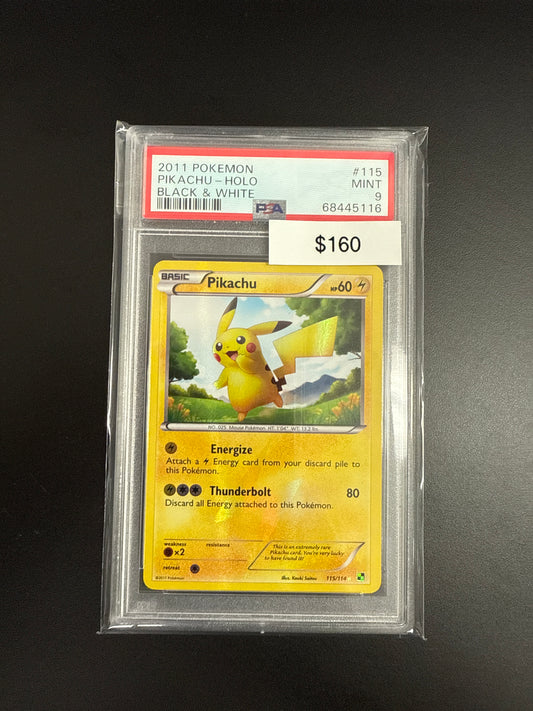 2011 POKEMON #115
PIKACHU - HOLO MINT
BLACK & WHITE 9
PSA 68445116
$160
BASIC Pikachu HP60
NO. 025 Mouse Pokémon HT: 1'04" WT: 13.2 lbs.
Energize
Attach a Energy card from your discard pile to
this Pokémon.
Thunderbolt 80
Discard all Energy attached to this Pokémon.
weakness resistance
×2
retreat
This is an extremely rare
Pikachu card. You're very lucky
to have found it!
©2011 Pokémon Illus. Kouki Saitou 115/114